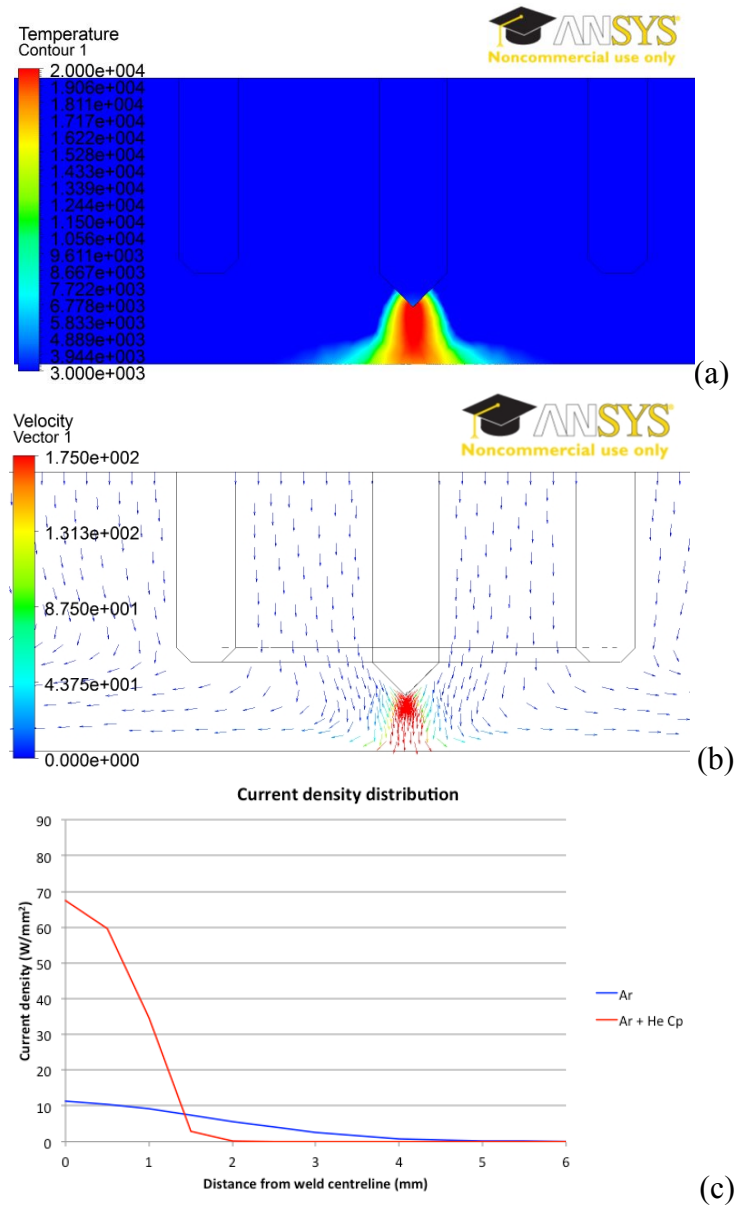 Temperature
Contour 1
ANSYS
Noncommercial use only
2.000e+004
1.906e+004
1.811e+004
1.717e+004
1.622e+004
1.528e+004
1.433e+004
1.339e+004
1.244e+004
1.150e+004
1.056e+004
9.611e+003
8.667e+003
7.722e+003
6.778e+003
5.833e+003
4.889e+003
3.944e+003
3.000e+003
(a)
ANSYS
Noncommercial use only
Velocity
Vector 1
1.750e+002
1.313e+002
8.750e+001
4.375e+001
0.000e+000
(b)
Current density distribution
Current density (W/mm²)
90
80
70
60
50
40
30
20
10
0
0 1 2 3 4 5 6
Distance from weld centreline (mm)
Ar
Ar + He Cp
(c)